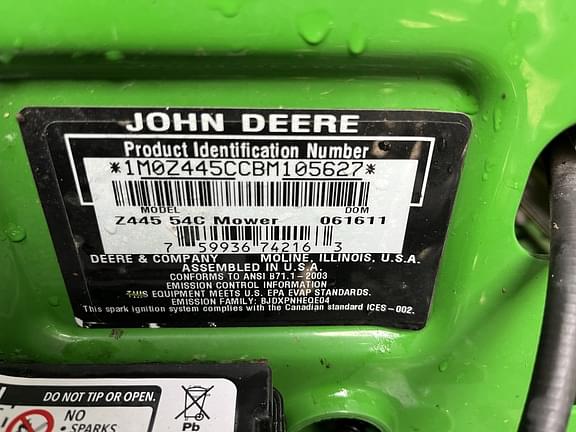 JOHN DEERE
Product Identification Number
*1M0Z445CCBM105627*
MODEL DOM
Z445 54C Mower 061611
7 59936 74216 3
DEERE & COMPANY MOLINE, ILLINOIS, U.S.A.
ASSEMBLED IN U.S.A.
CONFORMS TO ANSI B71.1-2003
EMISSION CONTROL INFORMATION
THIS EQUIPMENT MEETS U.S. EPA EVAP STANDARDS.
EMISSION FAMILY: BJDXPNHEQE04
This spark ignition system complies with the Canadian standard ICES-002.
DO NOT TIP OR OPEN.
NO
• SPARKS
Pb